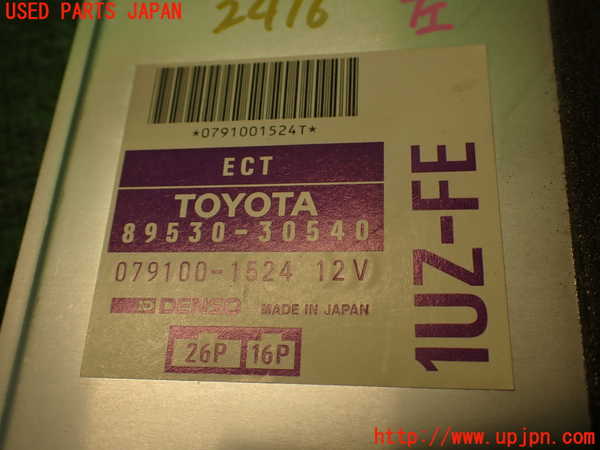 USED PARTS JAPAN
2416
左
*0791001524T*
ECT
TOYOTA
89530-30540
079100-1524 12V
DENSO MADE IN JAPAN
26P 16P
1UZ-FE
http://www.upjpn.com/